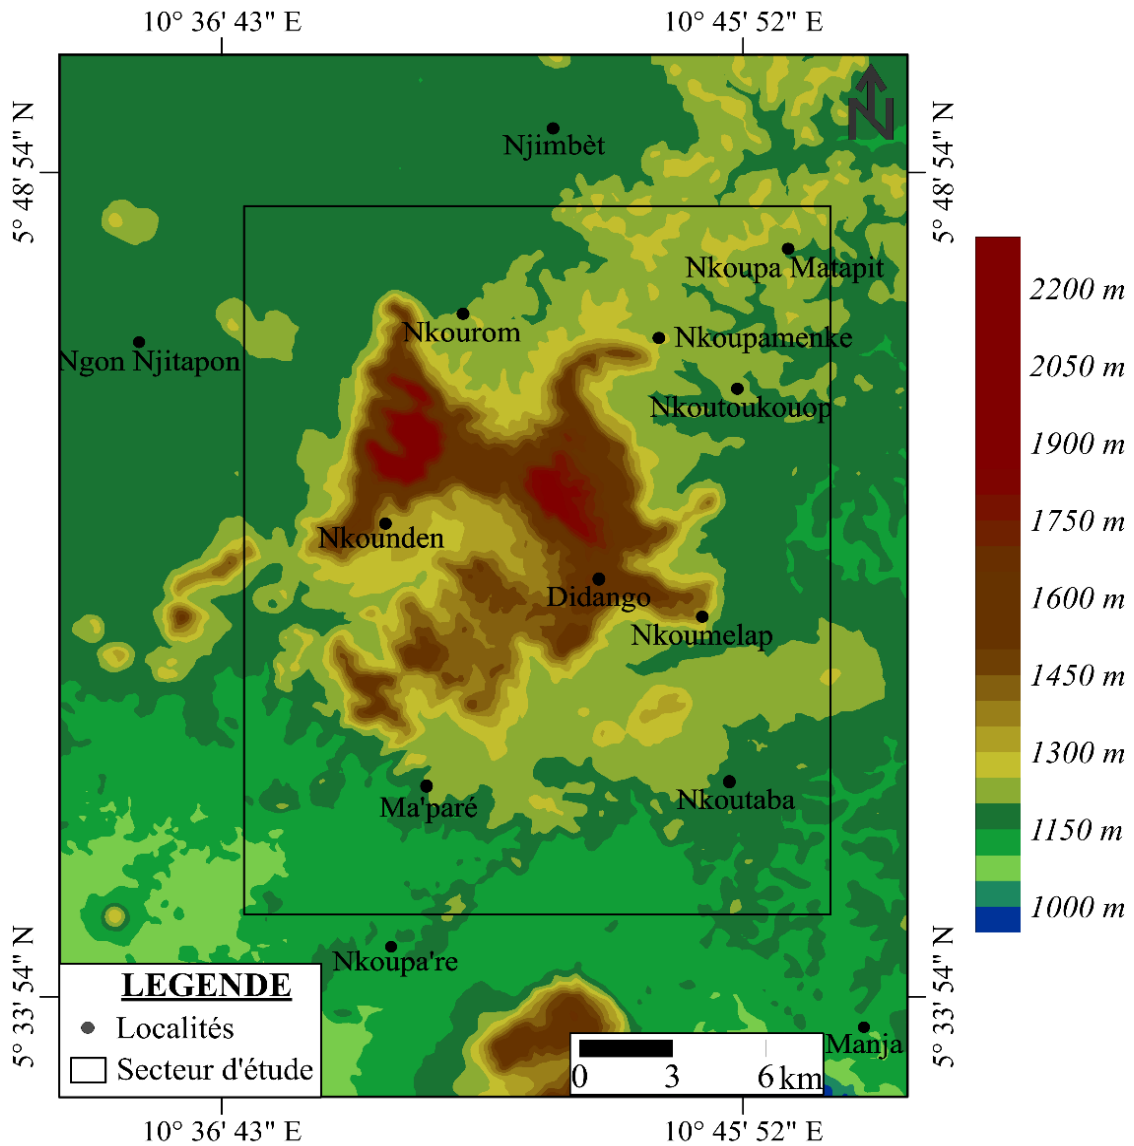 10° 36' 43" E
10° 45' 52" E
5° 48' 54" N
5° 48' 54" N
N
Njimbèt
Nkoupa Matapit
Nkourom
Nkoupamenke
Ngon Njitapon
Nkoutoukouop
Nkounden
Didango
Nkoumelap
Ma'paré
Nkoutaba
Nkoupa're
Manja
2200 m
2050 m
1900 m
1750 m
1600 m
1450 m
1300 m
1150 m
1000 m
5° 33' 54" N
5° 33' 54" N
LEGENDE
Localités
Secteur d'étude
0 3 6 km
10° 36' 43" E
10° 45' 52" E